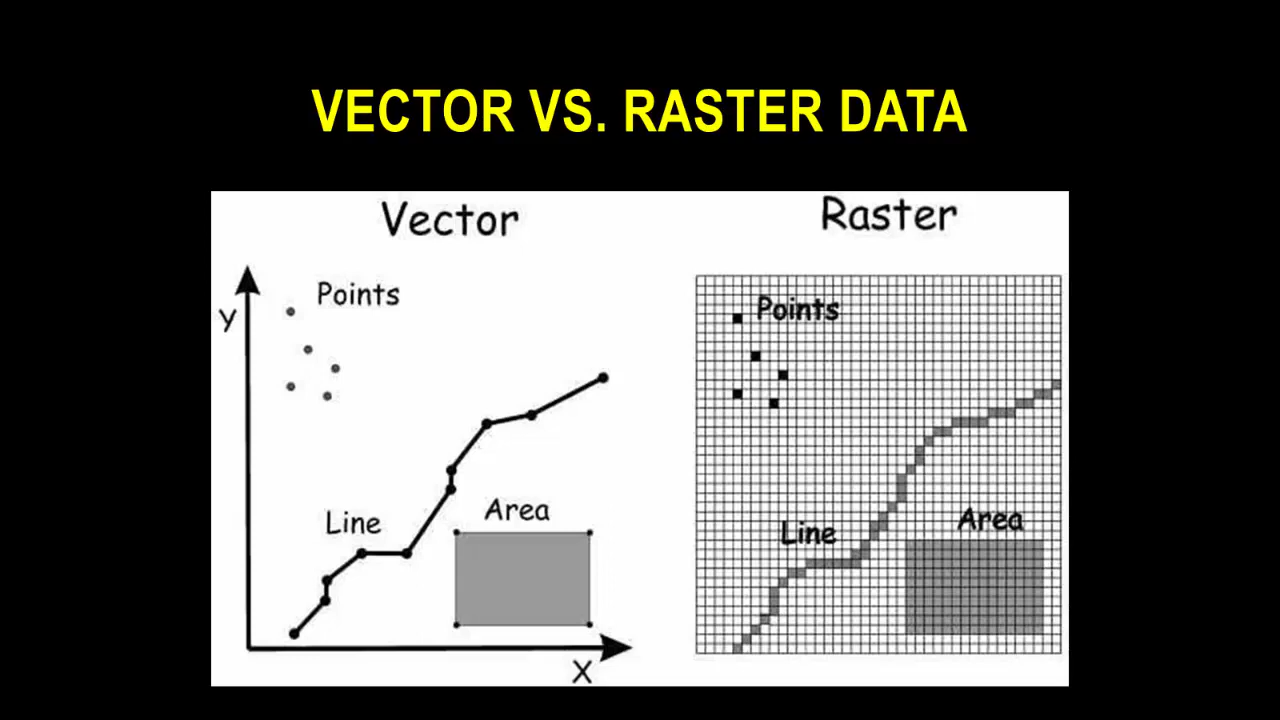 VECTOR VS. RASTER DATA
Vector
Raster
Points
Y
Line
Area
X
Points
Line
Area